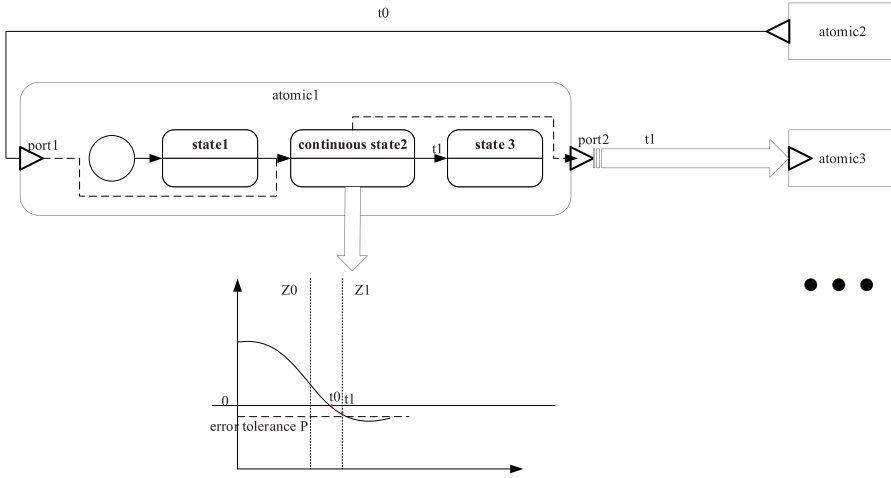 t0
atomic2
atomic1
port1
state1
continuous state2
t1
state 3
port2
t1
atomic3
Z0
Z1
0
t0
t1
error tolerance P